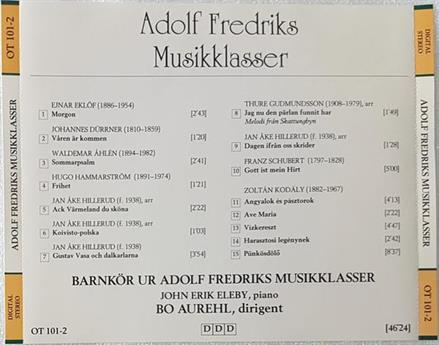 OT 101-2
ADOLF FREDRIKS MUSIKKLASSER
DIGITAL
STEREO
Adolf Fredriks
Musikklasser
EJNAR EKLÖF (1886–1954)
1 Morgon [2'43]
JOHANNES DÜRRNER (1810–1859)
2 Våren är kommen [1'20]
WALDEMAR ÅHLÉN (1894–1982)
3 Sommarpsalm [2'41]
HUGO HAMMARSTRÖM (1891–1974)
4 Frihet [1'21]
JAN ÅKE HILLERUD (f. 1938), arr
5 Ack Värmeland du sköna [2'22]
JAN ÅKE HILLERUD (f. 1938), arr
6 Koivisto-polska [1'03]
JAN ÅKE HILLERUD (f. 1938)
7 Gustav Vasa och dalkarlarna [3'54]
THURE GUDMUNDSSON (1908–1979), arr
8 Jag nu den pärlan funnit har [1'49]
Melodi från Skattungbyn
JAN ÅKE HILLERUD (f. 1938), arr
9 Dagen ifrån oss skrider [1'28]
FRANZ SCHUBERT (1797–1828)
10 Gott ist mein Hirt [5'00]
ZOLTÁN KODÁLY (1882–1967)
11 Angyalok és pásztorok [4'13]
12 Ave Maria [2'22]
13 Vízkereszt [4'47]
14 Harasztosi legénynek [2'42]
15 Pünkösdölő [8'37]
BARNKÖR UR ADOLF FREDRIKS MUSIKKLASSER
JOHN ERIK ELEBY, piano
BO AUREHL, dirigent
OT 101-2
DDD
[46'24]
DIGITAL
STEREO
ADOLF FREDRIKS MUSIKKLASSER
OT 101-2